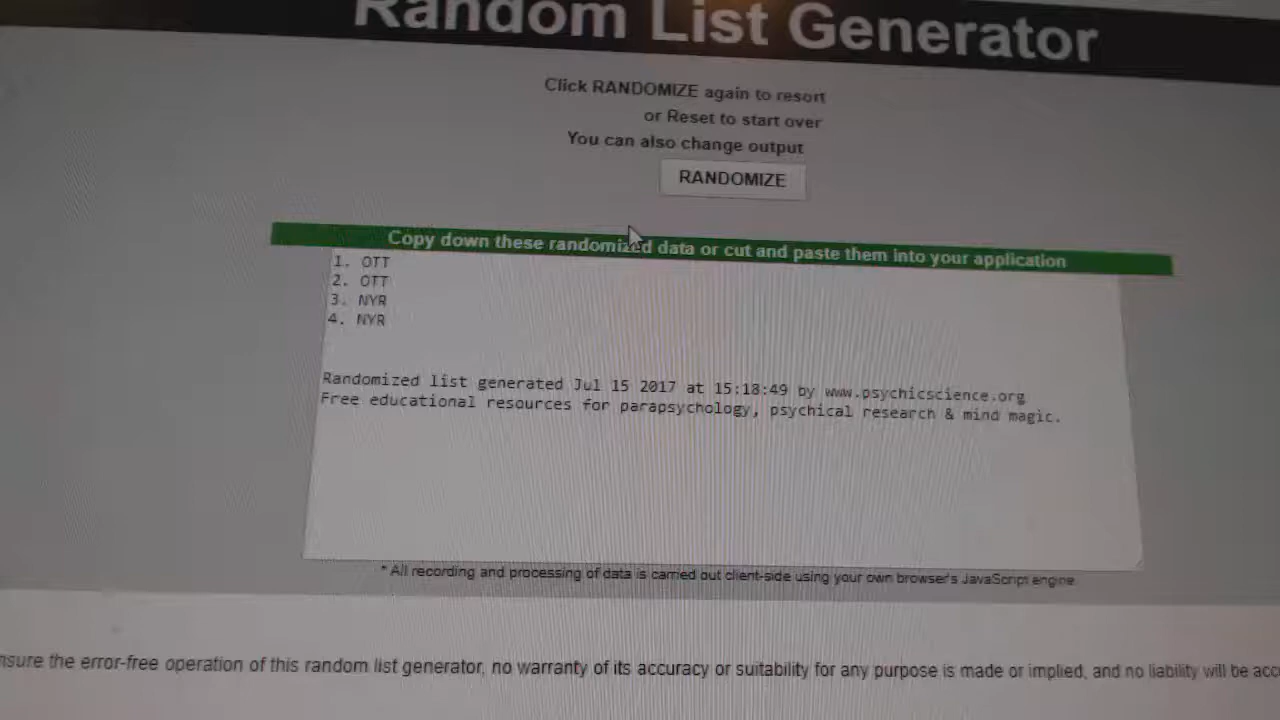 Random List Generator
Click RANDOMIZE again to resort
or Reset to start over
You can also change output
RANDOMIZE
Copy down these randomized data or cut and paste them into your application
1. OTT
2. OTT
3. NYR
4. NYR
Randomized list generated Jul 15 2017 at 15:18:49 by www.psychicscience.org
Free educational resources for parapsychology, psychical research & mind magic.
* All recording and processing of data is carried out client-side using your own browser's JavaScript engine
the error-free operation of this random list generator, no warranty of its accuracy or suitability for any purpose is made or implied, and no liability will be